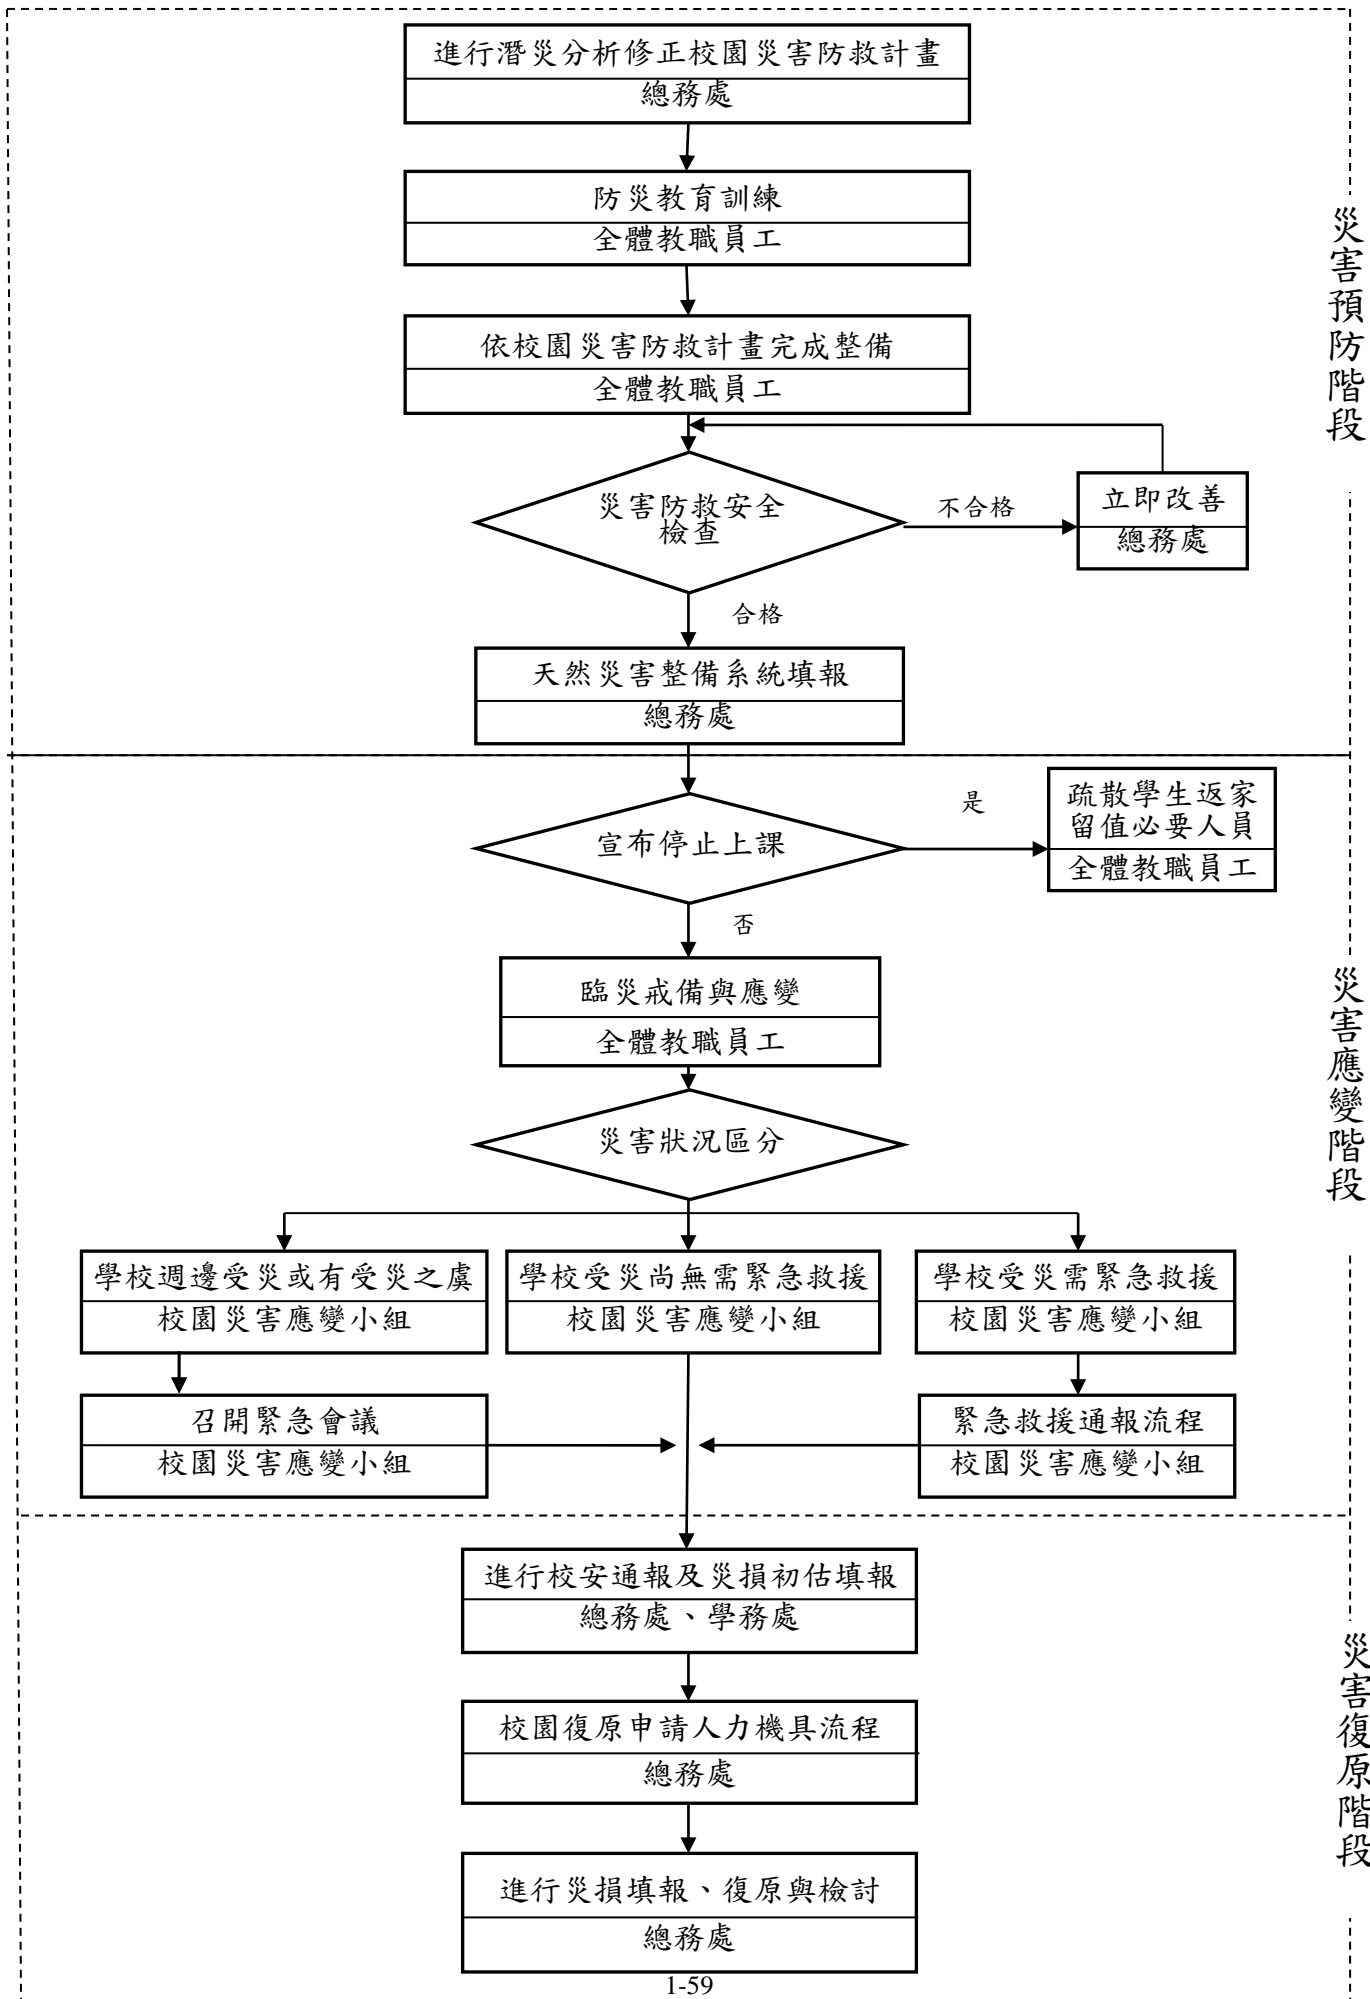 進行潛災分析修正校園災害防救計畫
總務處
防災教育訓練
全體教職員工
依校園災害防救計畫完成整備
全體教職員工
災害防救安全
檢查
不合格
立即改善
總務處
合格
天然災害整備系統填報
總務處
災害預防階段
宣布停止上課
是
疏散學生返家
留值必要人員
全體教職員工
否
臨災戒備與應變
全體教職員工
災害狀況區分
學校週邊受災或有受災之虞
校園災害應變小組
學校受災尚無需緊急救援
校園災害應變小組
學校受災需緊急救援
校園災害應變小組
召開緊急會議
校園災害應變小組
緊急救援通報流程
校園災害應變小組
災害應變階段
進行校安通報及災損初估填報
總務處、學務處
校園復原申請人力機具流程
總務處
進行災損填報、復原與檢討
總務處
災害復原階段
1-59